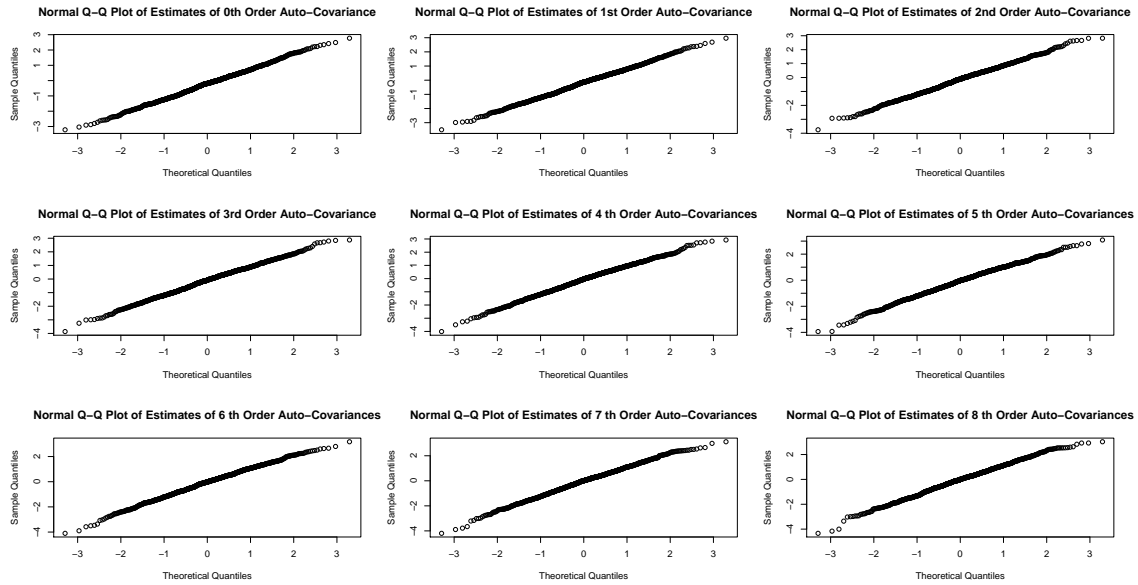 Normal Q−Q Plot of Estimates of 0th Order Auto−Covariance
Sample Quantiles
−3 −1 1 2 3
−3 −2 −1 0 1 2 3
Theoretical Quantiles
Normal Q−Q Plot of Estimates of 1st Order Auto−Covariance
Sample Quantiles
−3 −1 1 2 3
−3 −2 −1 0 1 2 3
Theoretical Quantiles
Normal Q−Q Plot of Estimates of 2nd Order Auto−Covariance
Sample Quantiles
−4 −2 0 1 2 3
−3 −2 −1 0 1 2 3
Theoretical Quantiles
Normal Q−Q Plot of Estimates of 3rd Order Auto−Covariance
Sample Quantiles
−4 −2 0 1 2 3
−3 −2 −1 0 1 2 3
Theoretical Quantiles
Normal Q−Q Plot of Estimates of 4 th Order Auto−Covariances
Sample Quantiles
−4 −2 0 1 2 3
−3 −2 −1 0 1 2 3
Theoretical Quantiles
Normal Q−Q Plot of Estimates of 5 th Order Auto−Covariances
Sample Quantiles
−4 −2 0 2
−3 −2 −1 0 1 2 3
Theoretical Quantiles
Normal Q−Q Plot of Estimates of 6 th Order Auto−Covariances
Sample Quantiles
−4 −2 0 2
−3 −2 −1 0 1 2 3
Theoretical Quantiles
Normal Q−Q Plot of Estimates of 7 th Order Auto−Covariances
Sample Quantiles
−4 −2 0 2
−3 −2 −1 0 1 2 3
Theoretical Quantiles
Normal Q−Q Plot of Estimates of 8 th Order Auto−Covariances
Sample Quantiles
−4 −2 0 2
−3 −2 −1 0 1 2 3
Theoretical Quantiles